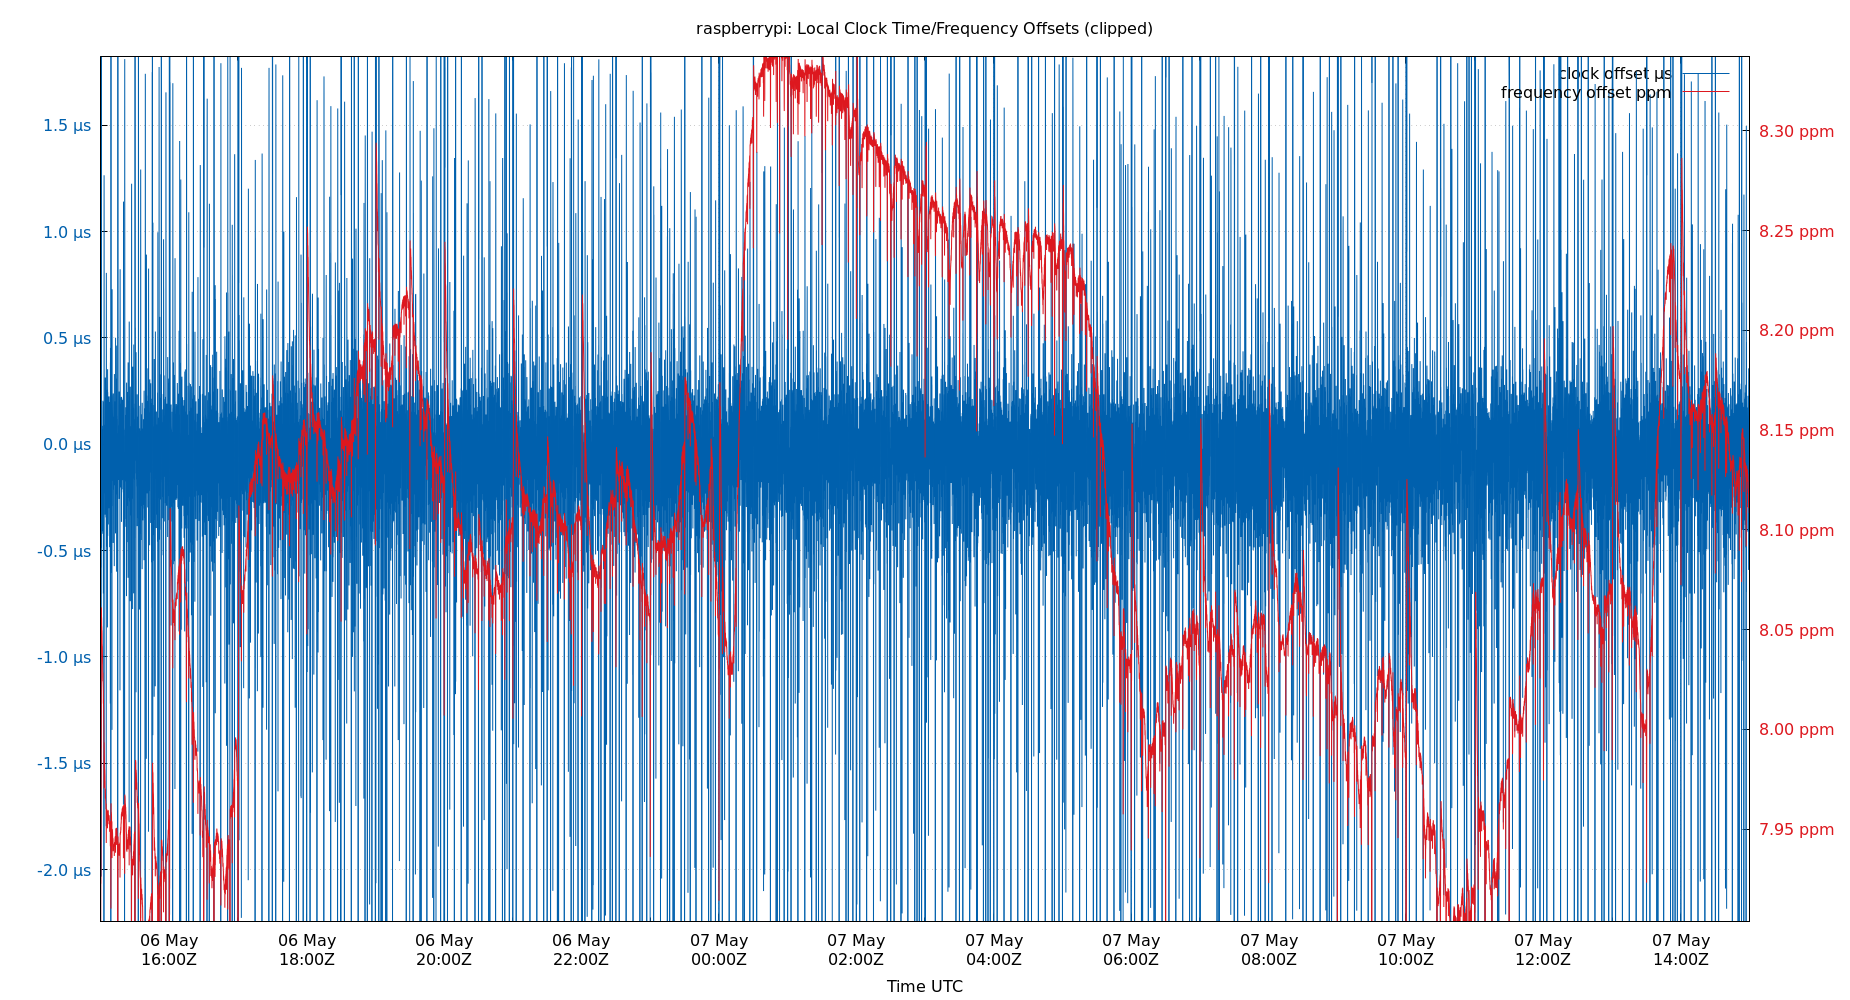 raspberrypi: Local Clock Time/Frequency Offsets (clipped)
clock offset µs
frequency offset ppm
1.5 µs
1.0 µs
0.5 µs
0.0 µs
-0.5 µs
-1.0 µs
-1.5 µs
-2.0 µs
8.30 ppm
8.25 ppm
8.20 ppm
8.15 ppm
8.10 ppm
8.05 ppm
8.00 ppm
7.95 ppm
06 May 06 May 06 May 06 May 07 May 07 May 07 May 07 May 07 May 07 May 07 May 07 May
16:00Z 18:00Z 20:00Z 22:00Z 00:00Z 02:00Z 04:00Z 06:00Z 08:00Z 10:00Z 12:00Z 14:00Z
Time UTC